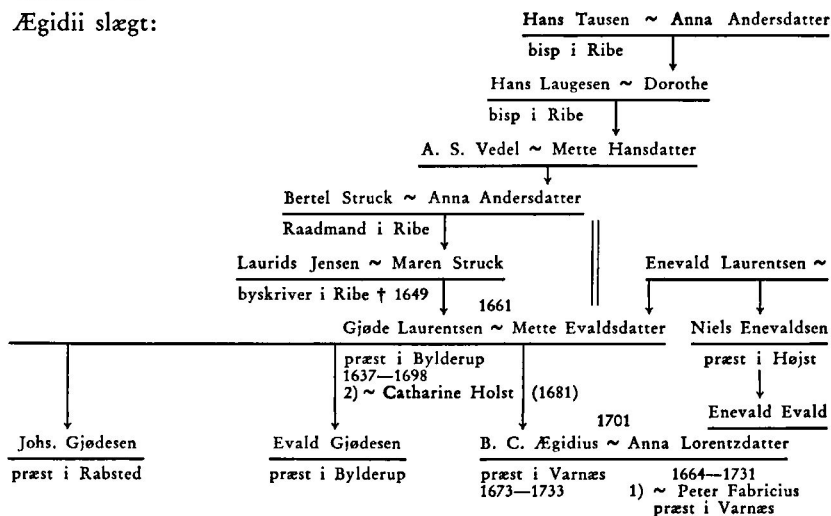 Ægidii slægt:
Hans Tausen ~ Anna Andersdatter
bisp i Ribe
Hans Laugesen ~ Dorothe
bisp i Ribe
A. S. Vedel ~ Mette Hansdatter
Bertel Struck ~ Anna Andersdatter
Raadmand i Ribe
Laurids Jensen ~ Maren Struck
Enevald Laurentsen ~
byskriver i Ribe † 1649
1661
Gjøde Laurentsen ~ Mette Evaldsdatter
Niels Enevaldsen
præst i Bylderup
præst i Højst
1637—1698
2) ~ Catharine Holst (1681)
Enevald Evald
1701
Johs. Gjødesen
Evald Gjødesen
B. C. Ægidius ~ Anna Lorentzdatter
præst i Rabsted
præst i Bylderup
præst i Varnæs
1664—1731
1673—1733
1) ~ Peter Fabricius
præst i Varnæs